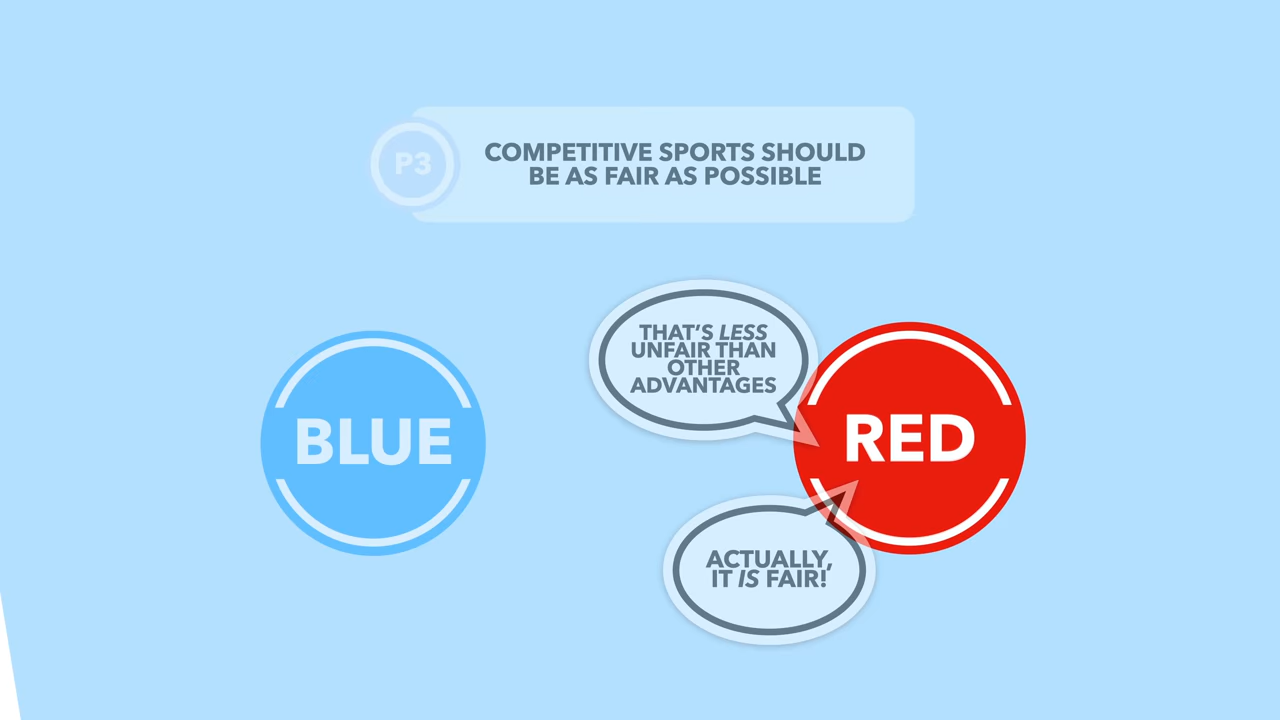 P3
COMPETITIVE SPORTS SHOULD
BE AS FAIR AS POSSIBLE
THAT'S LESS
UNFAIR THAN
OTHER
ADVANTAGES
BLUE
RED
ACTUALLY,
IT IS FAIR!